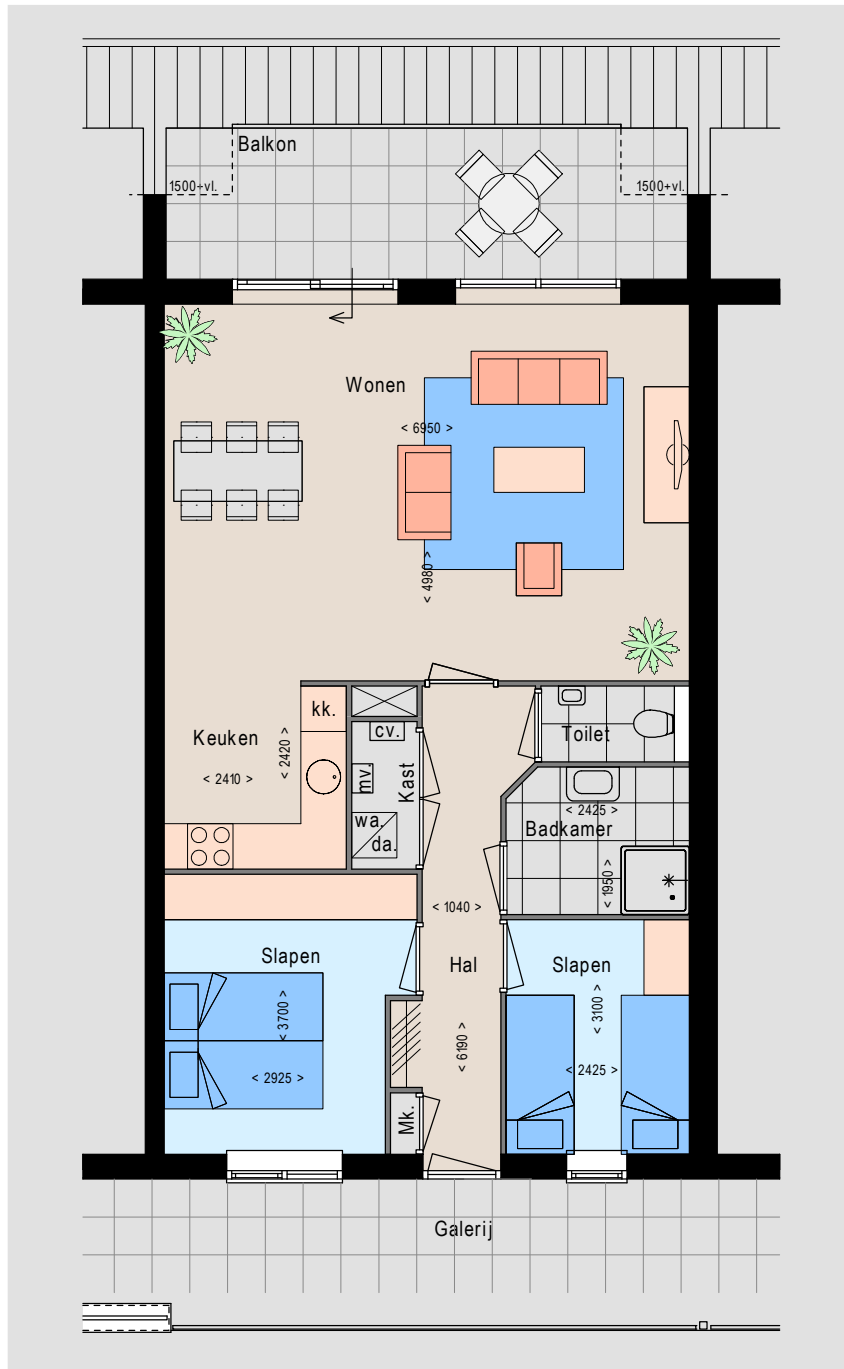 Balkon
1500+vl.
1500+vl.
Wonen
< 6950 >
< 4980 >
kk.
Keuken
< 2420 >
< 2410 >
cv.
mv.
Kast
wa.
da.
Toilet
< 2425 >
Badkamer
< 1950 >
< 1040 >
Slapen
Hal
Slapen
< 3700 >
< 3100 >
< 6190 >
< 2925 >
< 2425 >
Mk.
Galerij